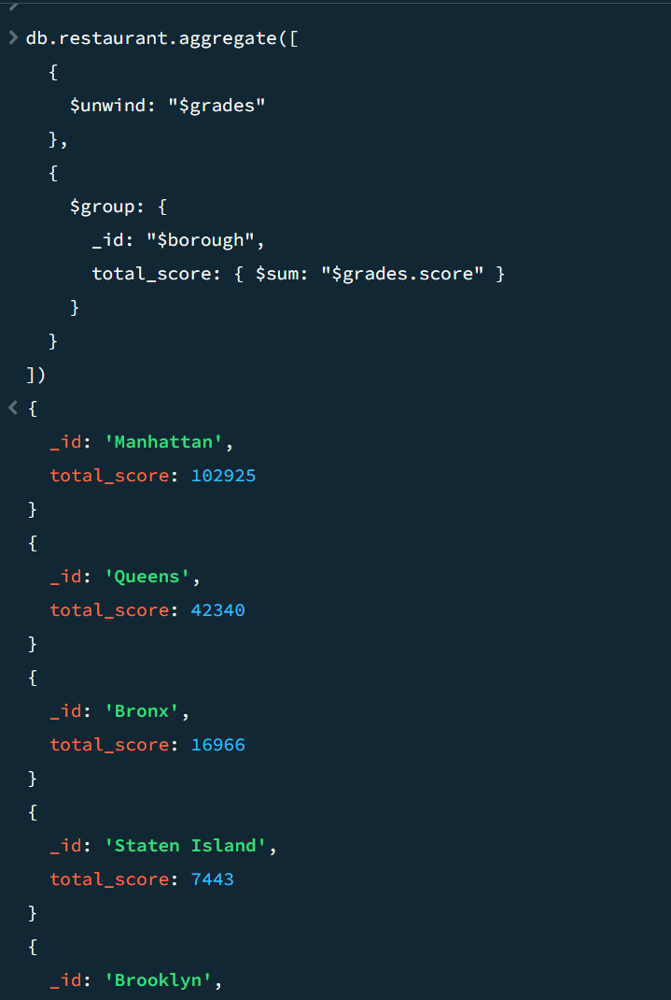 db.restaurant.aggregate([
{
$unwind: "$grades"
},
{
$group: {
_id: "$borough",
total_score: { $sum: "$grades.score" }
}
}
])
{
_id: 'Manhattan',
total_score: 102925
}
{
_id: 'Queens',
total_score: 42340
}
{
_id: 'Bronx',
total_score: 16966
}
{
_id: 'Staten Island',
total_score: 7443
}
{
_id: 'Brooklyn',